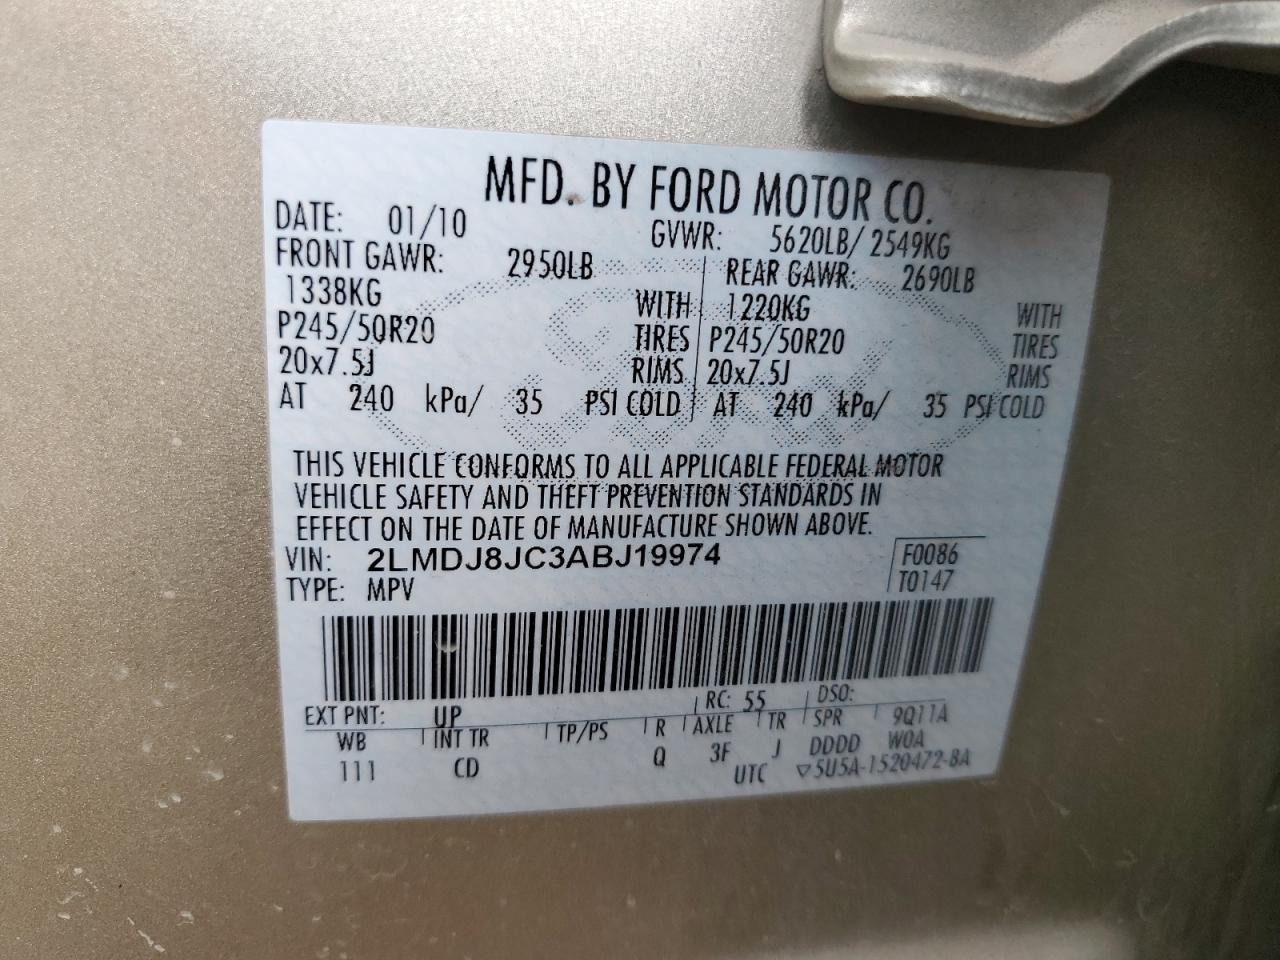 MFD. BY FORD MOTOR CO.
DATE: 01/10 GVWR: 5620LB/ 2549KG
FRONT GAWR: 2950LB REAR GAWR: 2690LB
1338KG WITH 1220KG WITH
P245/50R20 TIRES P245/50R20 TIRES
20x7.5J RIMS 20x7.5J RIMS
AT 240 kPa/ 35 PSI COLD AT 240 kPa/ 35 PSI COLD
THIS VEHICLE CONFORMS TO ALL APPLICABLE FEDERAL MOTOR
VEHICLE SAFETY AND THEFT PREVENTION STANDARDS IN
EFFECT ON THE DATE OF MANUFACTURE SHOWN ABOVE.
VIN: 2LMDJ8JC3ABJ19974 F0086
TYPE: MPV T0147
EXT PNT: UP RC: 55 DSO:
WB INT TR TP/PS R AXLE TR SPR 9Q11A
111 CD Q 3F J DDDD W0A
UTC ▽5U5A-1520472-BA